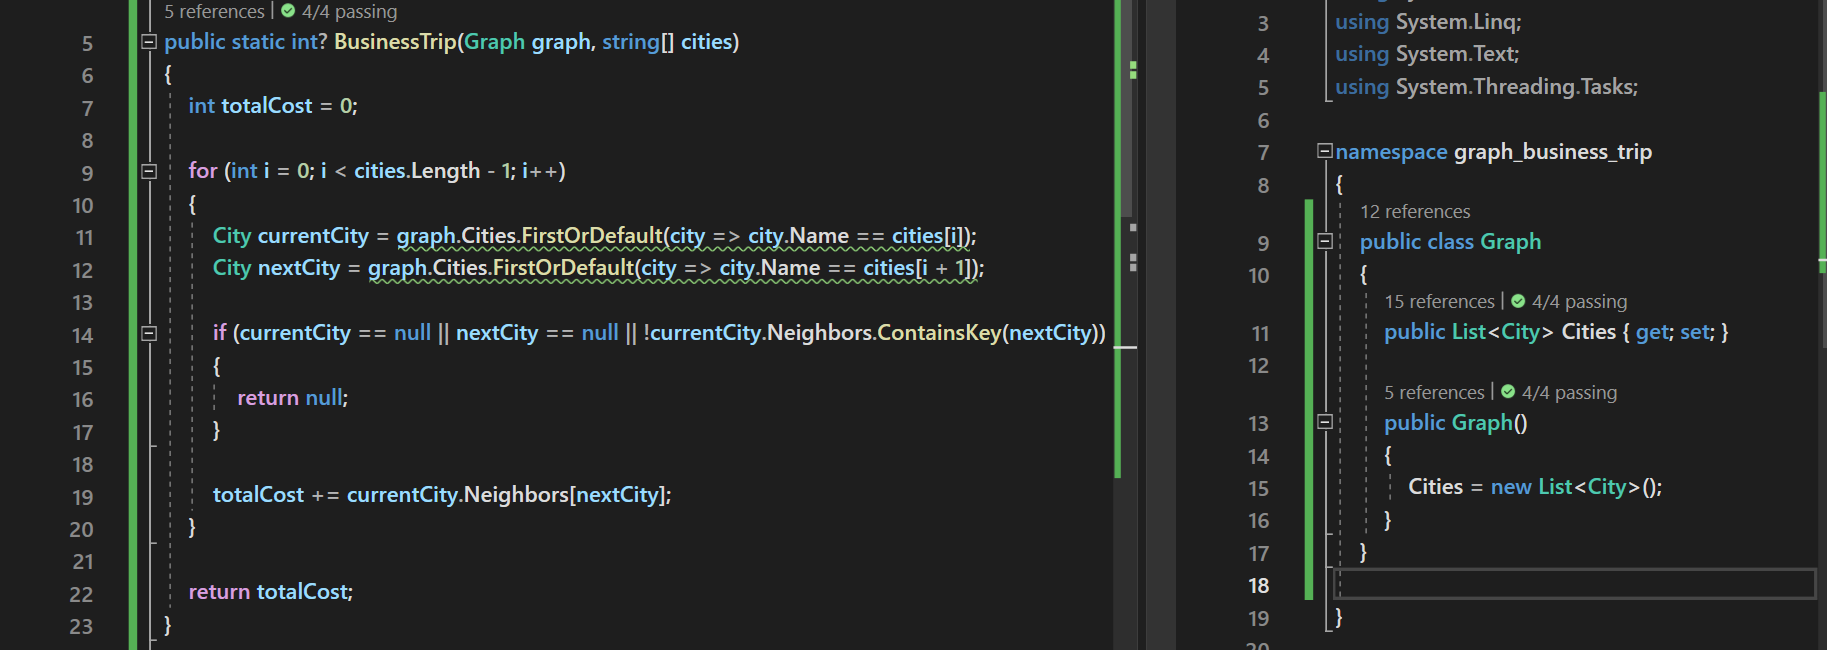 5 references | 4/4 passing
5 public static int? BusinessTrip(Graph graph, string[] cities)
6 {
7 int totalCost = 0;
8
9 for (int i = 0; i < cities.Length - 1; i++)
10 {
11 City currentCity = graph.Cities.FirstOrDefault(city => city.Name == cities[i]);
12 City nextCity = graph.Cities.FirstOrDefault(city => city.Name == cities[i + 1]);
13
14 if (currentCity == null || nextCity == null || !currentCity.Neighbors.ContainsKey(nextCity))
15 {
16 return null;
17 }
18
19 totalCost += currentCity.Neighbors[nextCity];
20 }
21
22 return totalCost;
23 }
3 using System.Linq;
4 using System.Text;
5 using System.Threading.Tasks;
6
7 namespace graph_business_trip
8 {
12 references
9 public class Graph
10 {
15 references | 4/4 passing
11 public List<City> Cities { get; set; }
12
5 references | 4/4 passing
13 public Graph()
14 {
15 Cities = new List<City>();
16 }
17 }
18
19 }